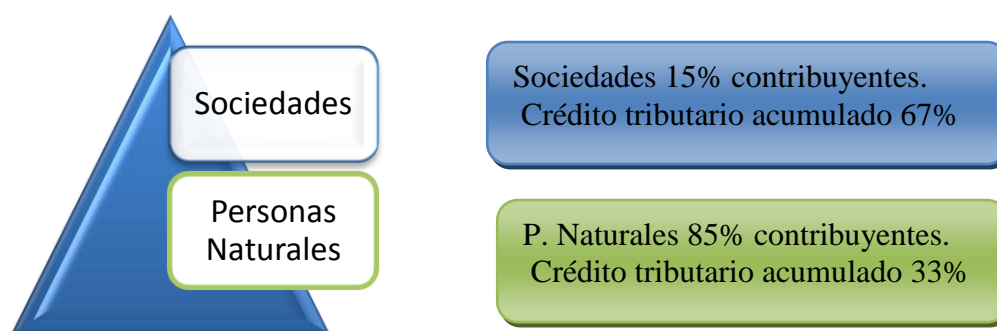 Sociedades
Sociedades 15% contribuyentes.
Crédito tributario acumulado 67%
Personas
Naturales
P. Naturales 85% contribuyentes.
Crédito tributario acumulado 33%